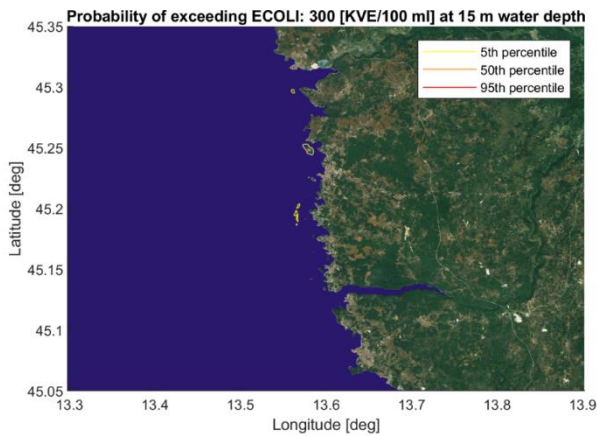 Probability of exceeding ECOLI: 300 [KVE/100 ml] at 15 m water depth
5th percentile
50th percentile
95th percentile
Latitude [deg]
45.35
45.3
45.25
45.2
45.15
45.1
45.05
13.3 13.4 13.5 13.6 13.7 13.8 13.9
Longitude [deg]